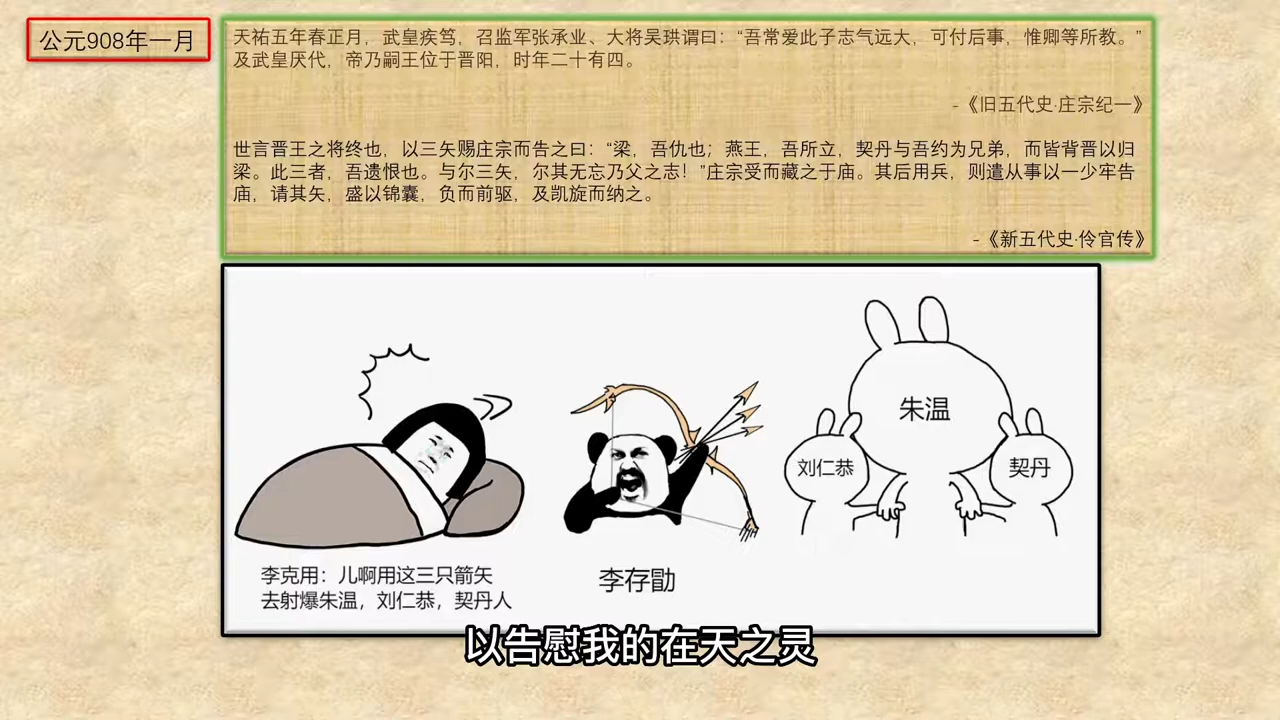 公元908年一月
天祐五年春正月，武皇疾笃，召监军张承业、大将吴珙谓曰：“吾常爱此子志气远大，可付后事，惟卿等所教。”
及武皇厌代，帝乃嗣王位于晋阳，时年二十有四。
-《旧五代史·庄宗纪一》
世言晋王之将终也，以三矢赐庄宗而告之曰：“梁，吾仇也；燕王，吾所立，契丹与吾约为兄弟，而皆背晋以归
梁。此三者，吾遗恨也。与尔三矢，尔其无忘乃父之志！”庄宗受而藏之于庙。其后用兵，则遣从事以一少牢告
庙，请其矢，盛以锦囊，负而前驱，及凯旋而纳之。
-《新五代史·伶官传》
朱温
刘仁恭
契丹
李克用：儿啊用这三只箭矢
去射爆朱温，刘仁恭，契丹人
李存勖
以告慰我的在天之灵